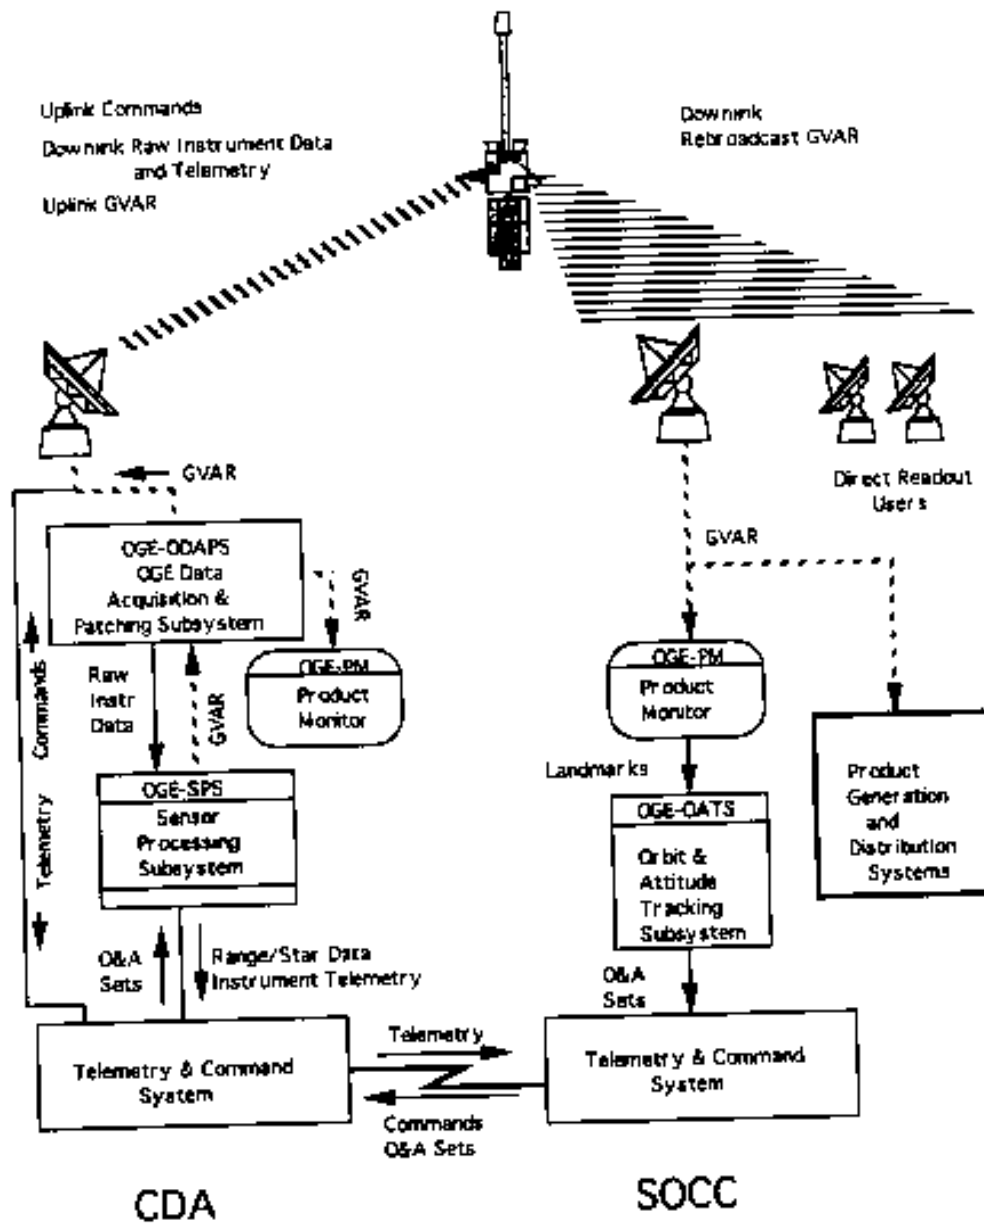 Uplink Commands
Downink Raw Instrument Data
and Telemetry
Uplink GVAR
Downink
Rebroadcast GVAR
GVAR
Direct Readout
Users
OGE-ODAPS
OGE Data
Acquisition &
Patching Subsystem
GVAR
GVAR
Commands
Telemetry
Raw
Instr
Data
GVAR
OGE-PM
Product
Monitor
OGE-PM
Product
Monitor
Landmarks
OGE-SPS
Sensor
Processing
Subsystem
OGE-OATS
Orbit &
Attitude
Tracking
Subsystem
Product
Generation
and
Distribution
Systems
O&A
Sets
Range/Star Data
Instrument Telemetry
O&A
Sets
Telemetry & Command
System
Telemetry
Commands
O&A Sets
Telemetry & Command
System
CDA
SOCC